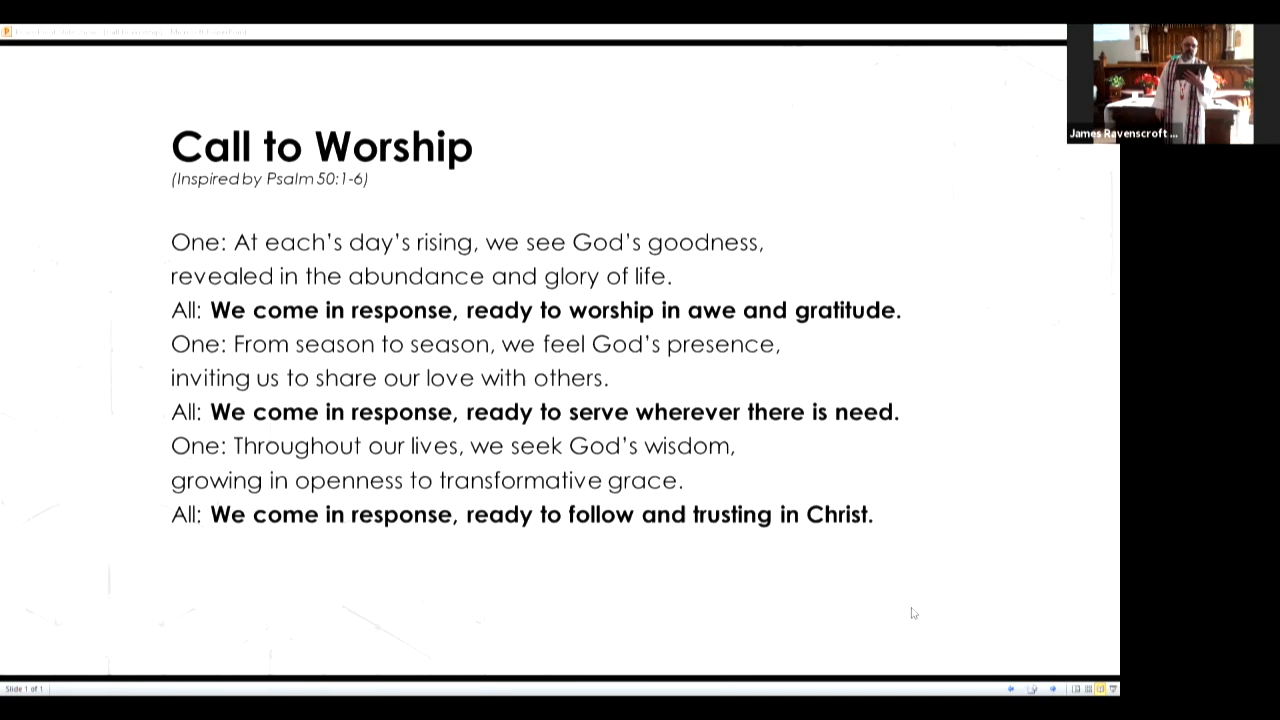 Call to Worship
(Inspired by Psalm 50:1-6)
One: At each's day's rising, we see God's goodness,
revealed in the abundance and glory of life.
All: We come in response, ready to worship in awe and gratitude.
One: From season to season, we feel God's presence,
inviting us to share our love with others.
All: We come in response, ready to serve wherever there is need.
One: Throughout our lives, we seek God's wisdom,
growing in openness to transformative grace.
All: We come in response, ready to follow and trusting in Christ.
James Ravenscroft ...
Slide 1 of 1